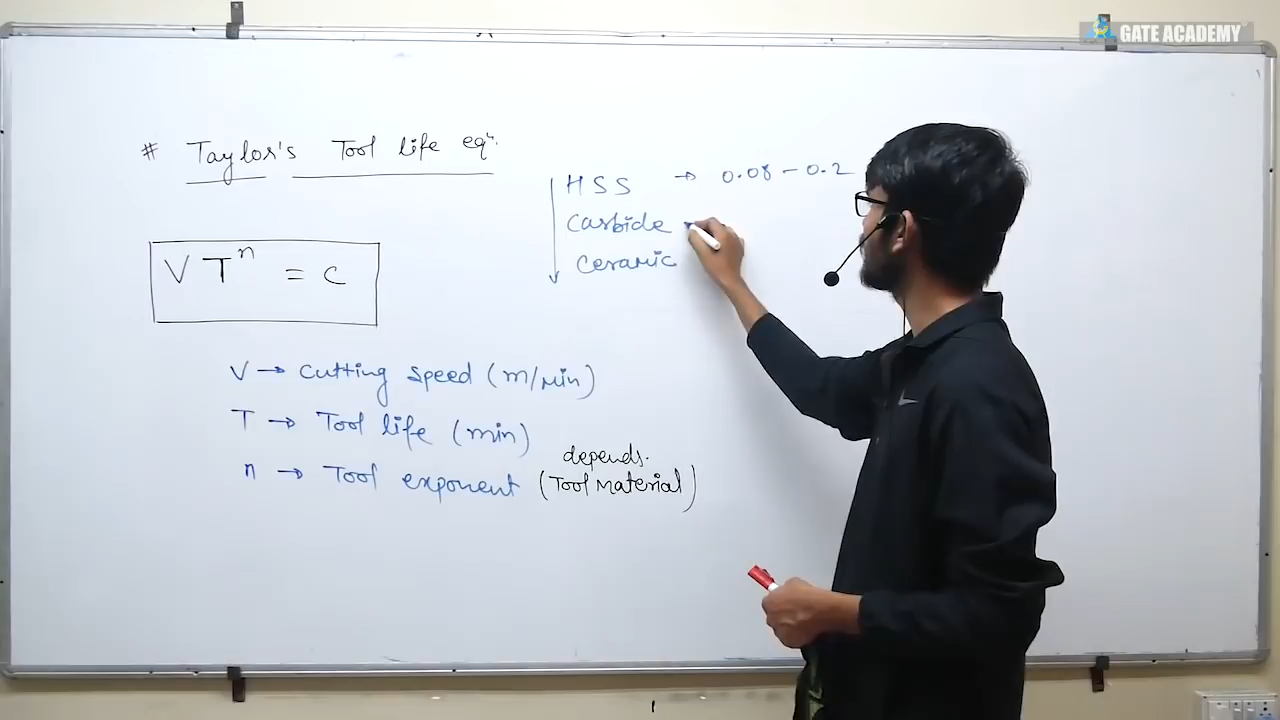 GATE ACADEMY
# Taylor's Tool life eqn.
VT^n = c
V → Cutting speed (m/min)
T → Tool life (min)
n → Tool exponent (Tool Material)
depends.
HSS → 0.08 - 0.2
Carbide
Ceramic